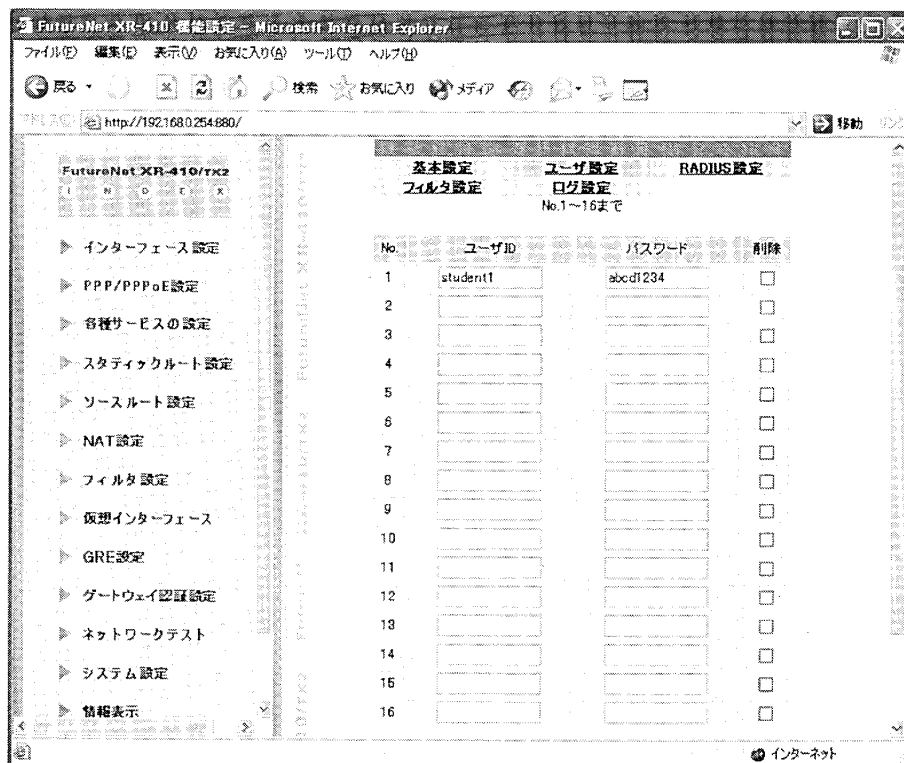 FutureNet XR-410 機能設定 - Microsoft Internet Explorer
ファイル(F) 編集(E) 表示(V) お気に入り(A) ツール(T) ヘルプ(H)
戻る 検索 お気に入り メディア
http://192.168.0.254:880/ 移動
FutureNet XR-410/TX2
I N D E X
インターフェース設定
PPP/PPPoE設定
各種サービスの設定
スタティックルート設定
ソースルート設定
NAT設定
フィルタ設定
仮想インターフェース
GRE設定
ゲートウェイ認証設定
ネットワークテスト
システム設定
情報表示
基本設定 ユーザ設定 RADIUS設定
フィルタ設定 ログ設定
No.1～16まで
No. ユーザID パスワード 削除
1 student1 abcd1234
2
3
4
5
6
7
8
9
10
11
12
13
14
15
16
インターネット